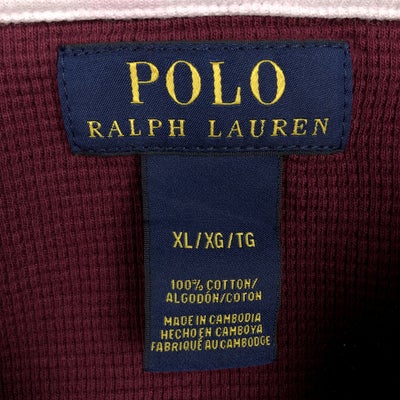 POLO
RALPH LAUREN
XL/XG/TG
100% COTTON/
ALGODÓN/COTON
MADE IN CAMBODIA
HECHO EN CAMBOYA
FABRIQUÉ AU CAMBODGE